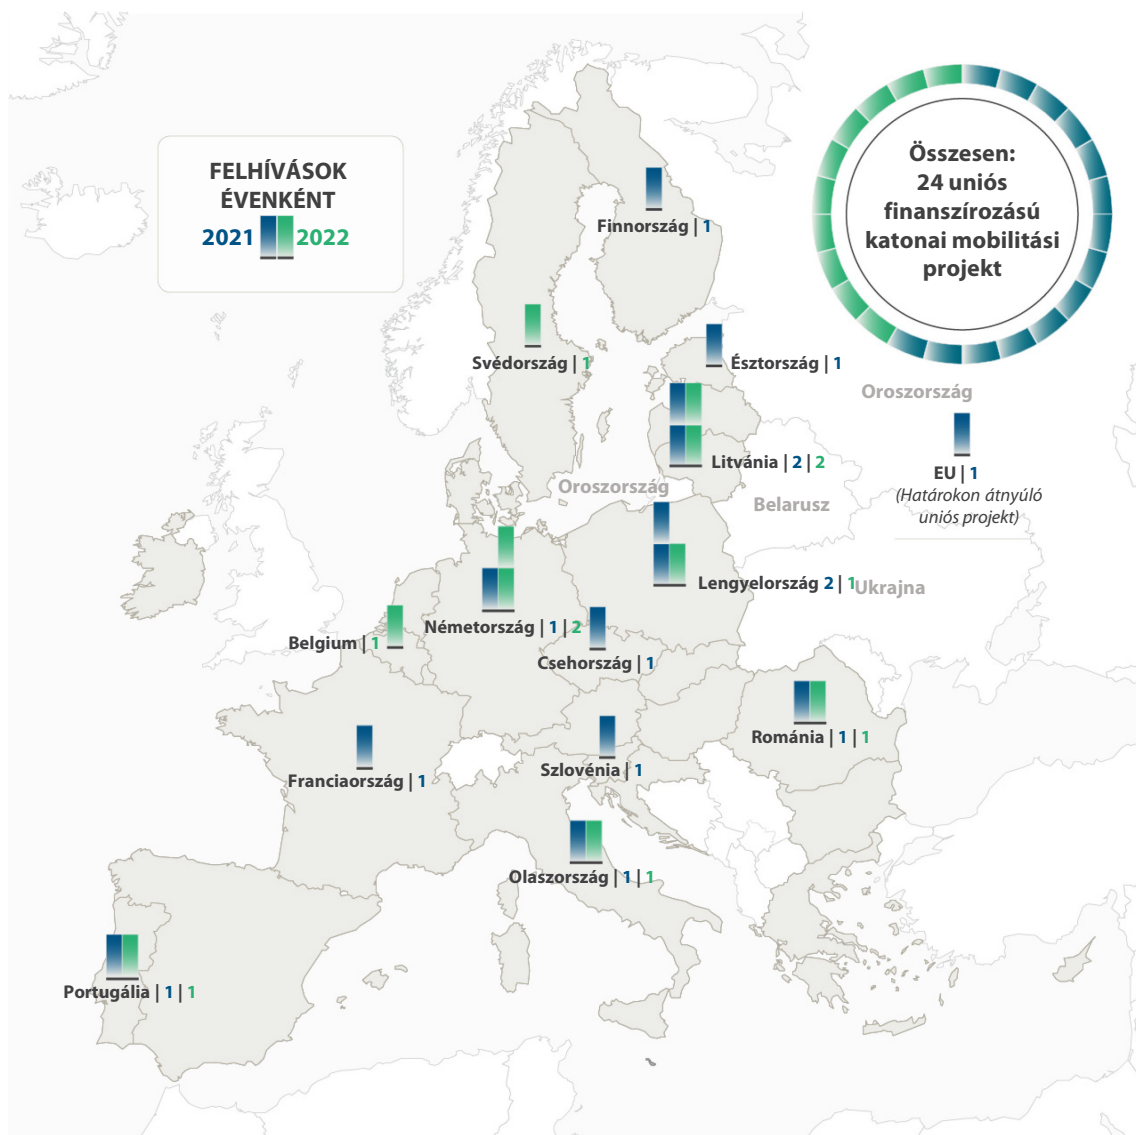 FELHÍVÁSOK
ÉVENKÉNT
2021 2022
Összesen:
24 uniós
finanszírozású
katonai mobilitási
projekt
Finnország | 1
Svédország | 1
Észtország | 1
Oroszország
EU | 1
(Határokon átnyúló
uniós projekt)
Litvánia | 2 | 2
Oroszország
Belarusz
Lengyelország 2 | 1
Ukrajna
Németország | 1 | 2
Belgium | 1
Csehország | 1
Románia | 1 | 1
Szlovénia | 1
Franciaország | 1
Olaszország | 1 | 1
Portugália | 1 | 1